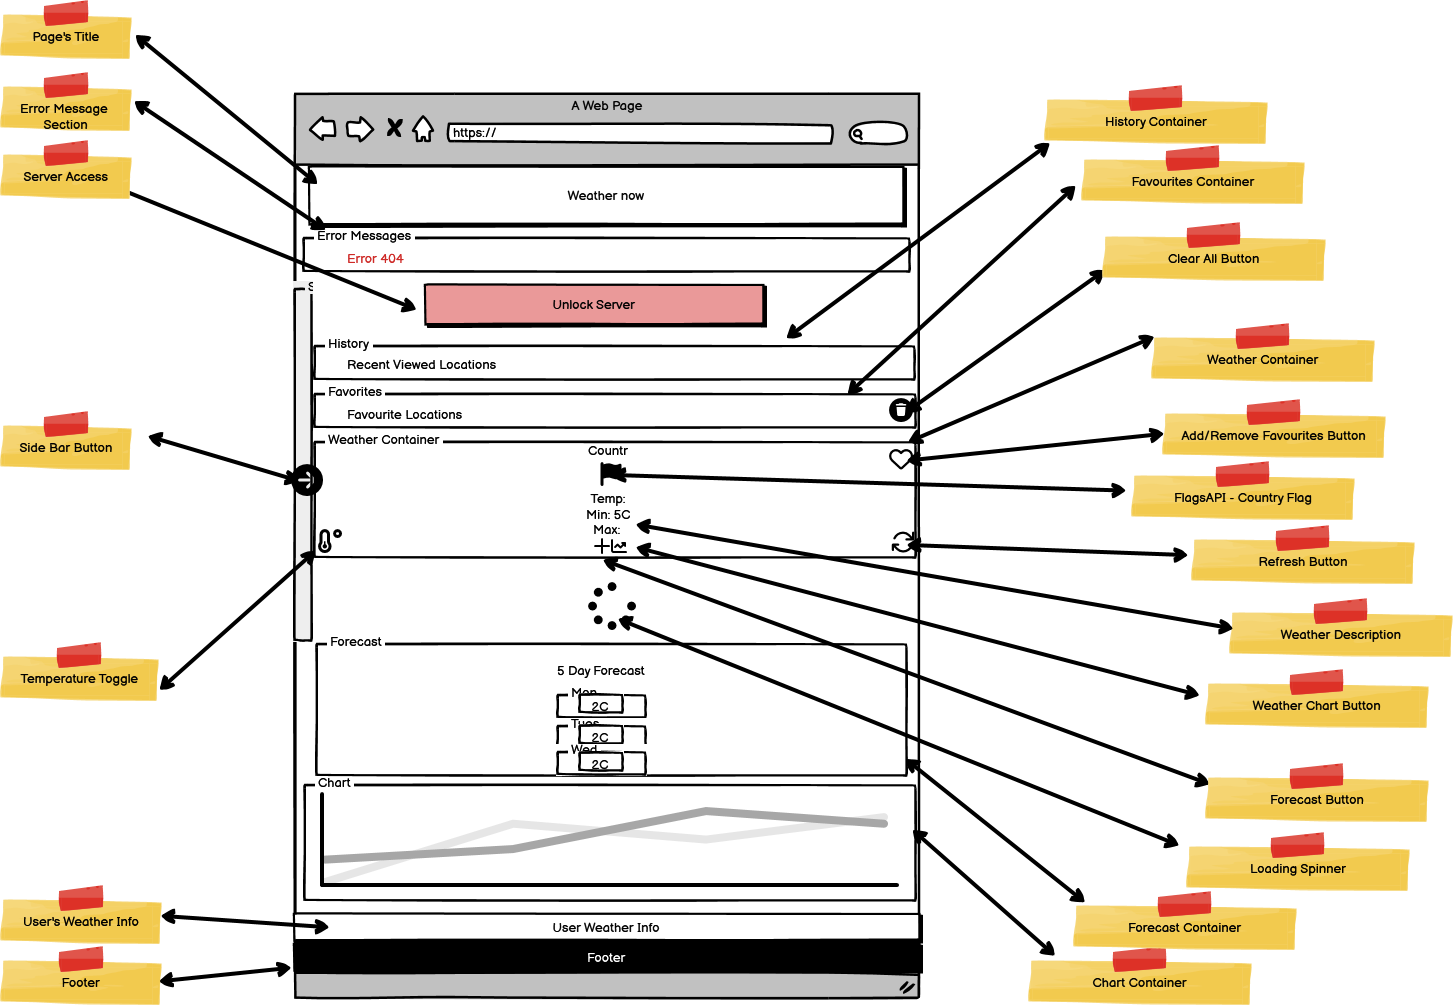 Page's Title
Error Message
Section
Server Access
Side Bar Button
Temperature Toggle
User's Weather Info
Footer
A Web Page
https://
Weather now
Error Messages
Error 404
S
Unlock Server
History
Recent Viewed Locations
Favorites
Favourite Locations
Weather Container
Countr
Temp:
Min: 5C
Max:
Forecast
5 Day Forecast
Mon
2C
Tues
2C
Wed
2C
Chart
User Weather Info
Footer
History Container
Favourites Container
Clear All Button
Weather Container
Add/Remove Favourites Button
FlagsAPI - Country Flag
Refresh Button
Weather Description
Weather Chart Button
Forecast Button
Loading Spinner
Forecast Container
Chart Container